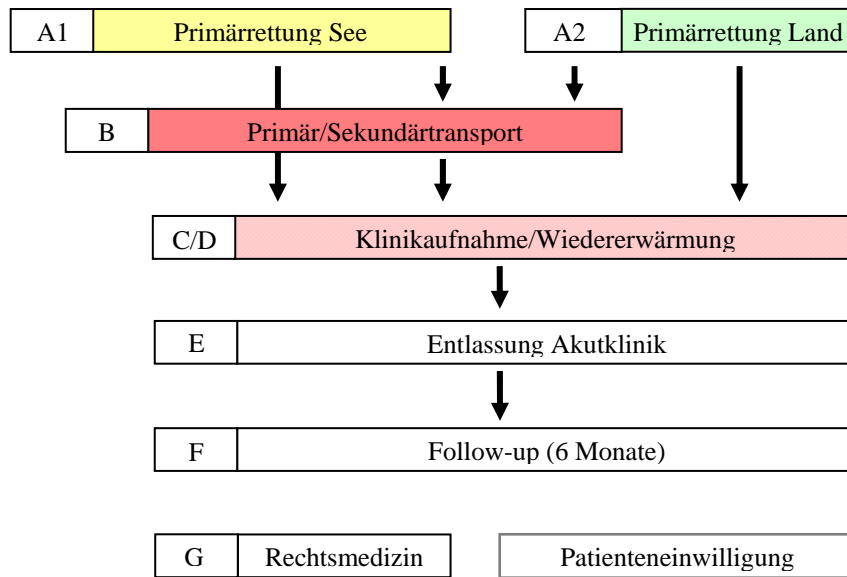 A1 Primärrettung See A2 Primärrettung Land
B Primär/Sekundärtransport
C/D Klinikaufnahme/Wiedererwärmung
E Entlassung Akutklinik
F Follow-up (6 Monate)
G Rechtsmedizin Patienteneinwilligung